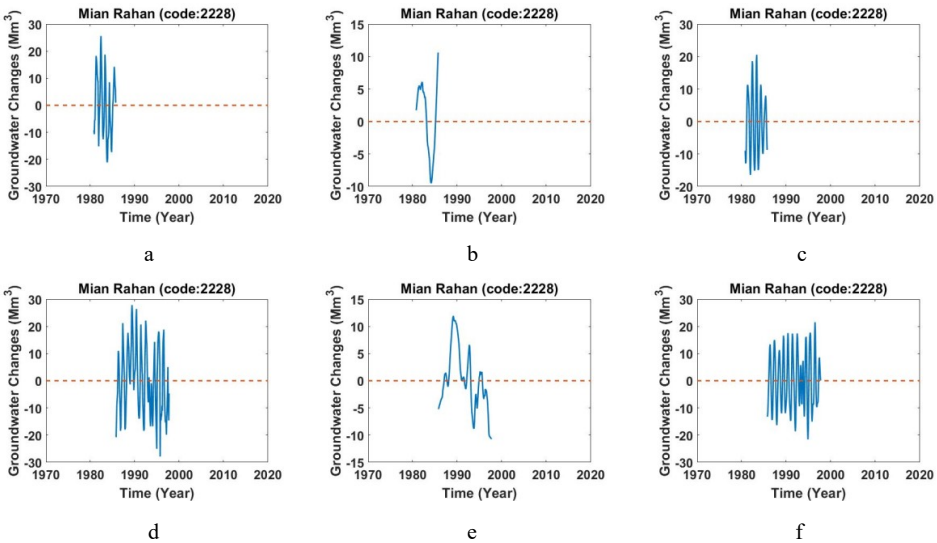 Mian Rahan (code:2228)
Groundwater Changes (Mm³)
30
20
10
0
-10
-20
-30
1970 1980 1990 2000 2010 2020
Time (Year)
a
Mian Rahan (code:2228)
Groundwater Changes (Mm³)
15
10
5
0
-5
-10
1970 1980 1990 2000 2010 2020
Time (Year)
b
Mian Rahan (code:2228)
Groundwater Changes (Mm³)
30
20
10
0
-10
-20
1970 1980 1990 2000 2010 2020
Time (Year)
c
Mian Rahan (code:2228)
Groundwater Changes (Mm³)
30
20
10
0
-10
-20
-30
1970 1980 1990 2000 2010 2020
Time (Year)
d
Mian Rahan (code:2228)
Groundwater Changes (Mm³)
15
10
5
0
-5
-10
-15
1970 1980 1990 2000 2010 2020
Time (Year)
e
Mian Rahan (code:2228)
Groundwater Changes (Mm³)
30
20
10
0
-10
-20
-30
1970 1980 1990 2000 2010 2020
Time (Year)
f